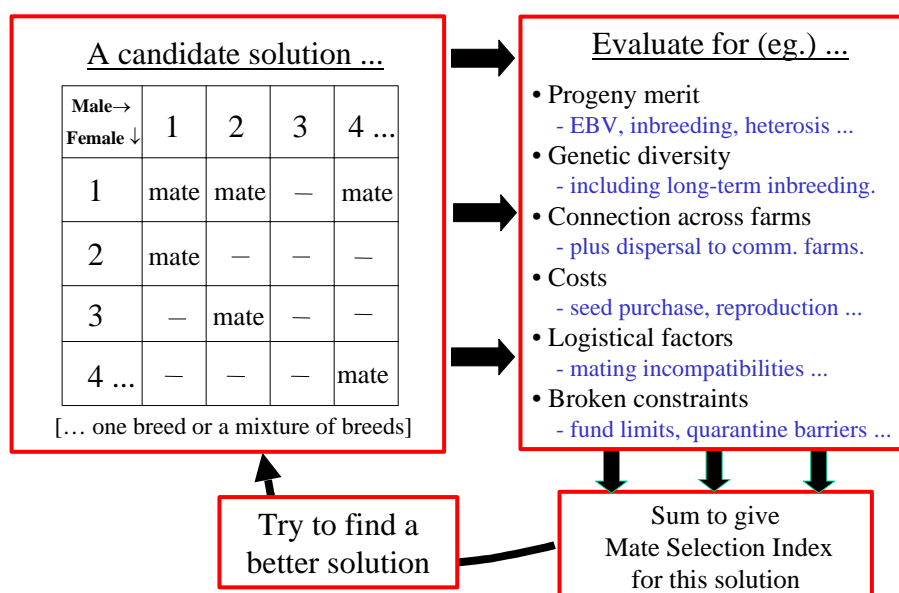 A candidate solution ...
Male→
Female ↓
1 2 3 4 ...
1 mate mate – mate
2 mate – – –
3 – mate – –
4 ... – – – mate
[… one breed or a mixture of breeds]
Evaluate for (eg.) ...
• Progeny merit
- EBV, inbreeding, heterosis ...
• Genetic diversity
- including long-term inbreeding.
• Connection across farms
- plus dispersal to comm. farms.
• Costs
- seed purchase, reproduction ...
• Logistical factors
- mating incompatibilities ...
• Broken constraints
- fund limits, quarantine barriers ...
Sum to give
Mate Selection Index
for this solution
Try to find a
better solution